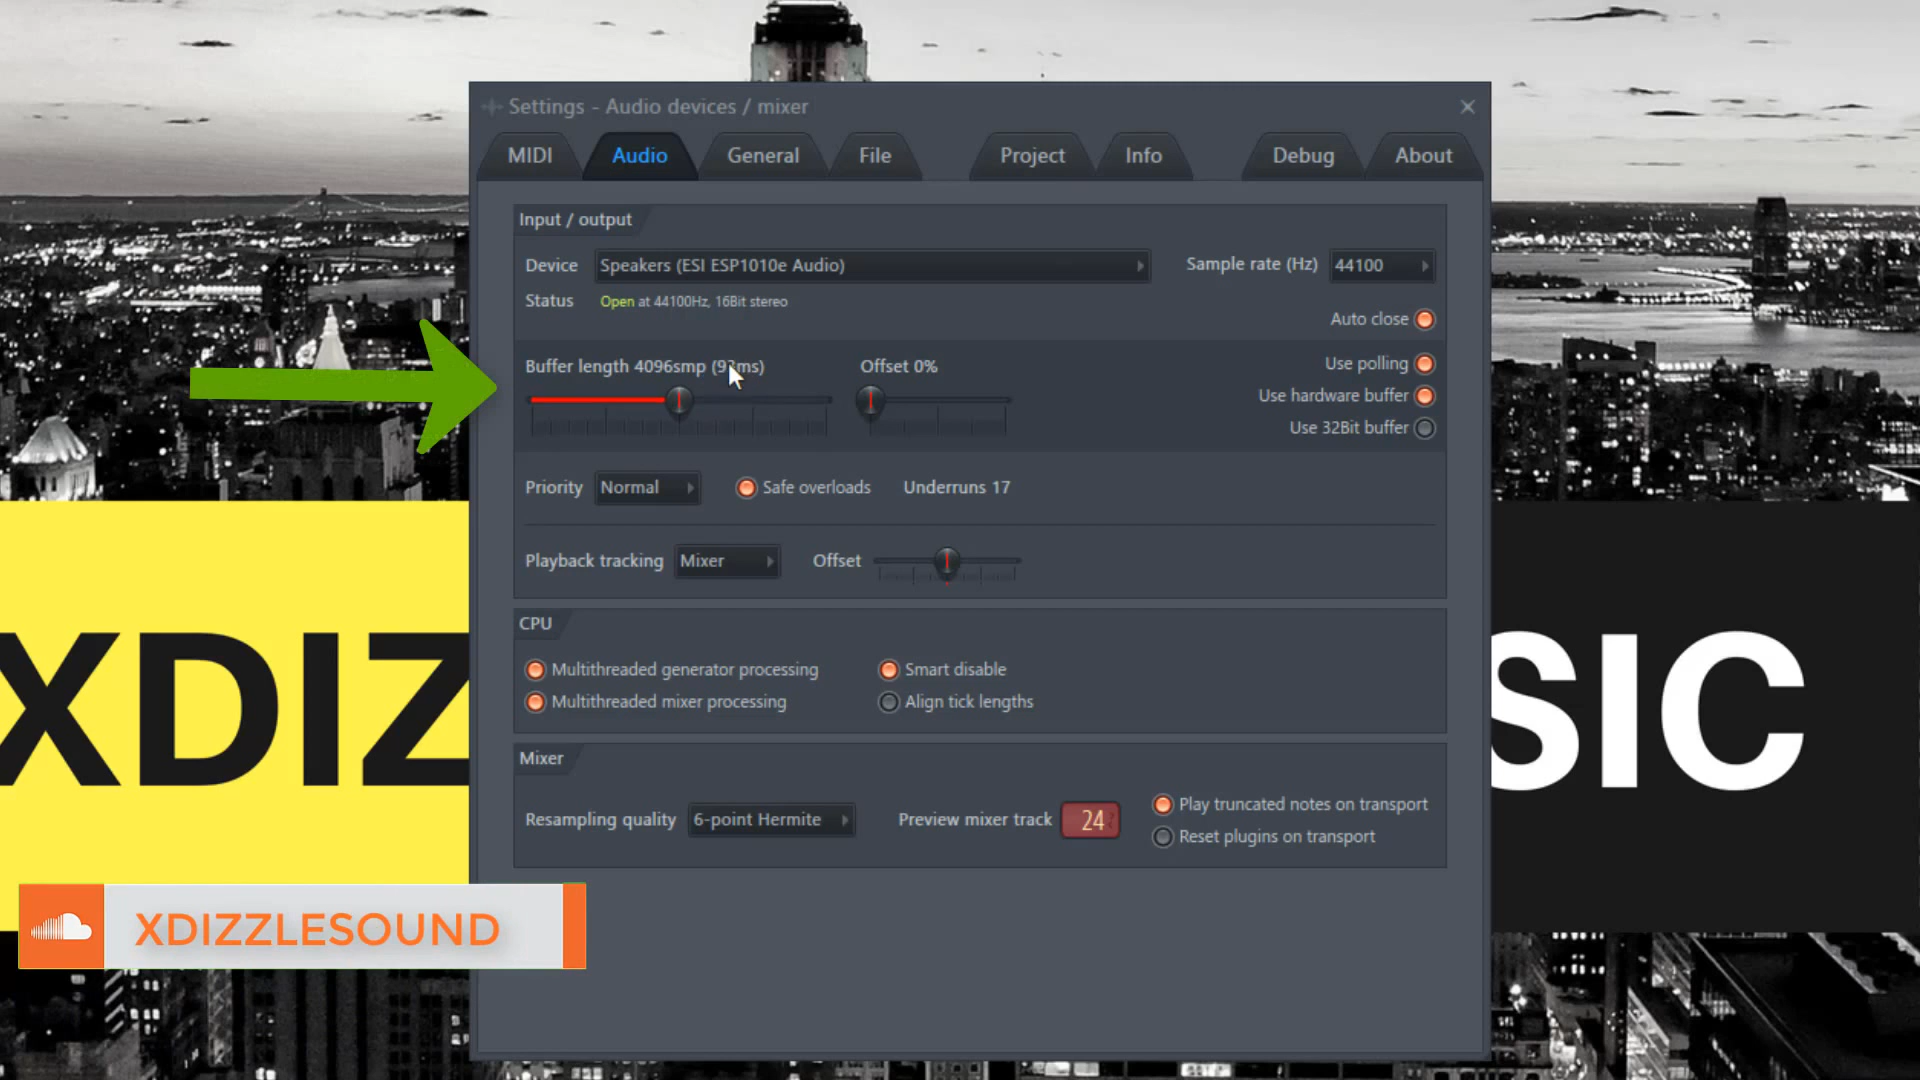 Settings - Audio devices / mixer
MIDI Audio General File Project Info Debug About
Input / output
Device Speakers (ESI ESP1010e Audio) Sample rate (Hz) 44100
Status Open at 44100Hz, 16Bit stereo
Auto close
Buffer length 4096smp Offset 0% Use polling
Use hardware buffer
Use 32Bit buffer
Priority Normal Safe overloads Underruns 17
Playback tracking Mixer Offset
CPU
Multithreaded generator processing Smart disable
Multithreaded mixer processing Align tick lengths
XDIZ SIC
Mixer
Resampling quality 6-point Hermite Preview mixer track 24 Play truncated notes on transport
Reset plugins on transport
XDIZZLESOUND